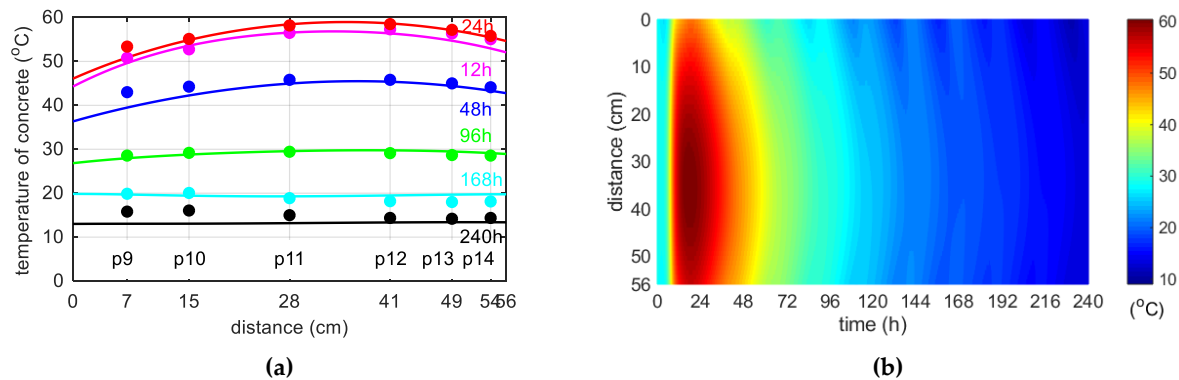 temperature of concrete (°C)
60
50
40
30
20
10
0
24h
12h
48h
96h
168h
240h
p9 p10 p11 p12 p13 p14
0 7 15 28 41 49 54 56
distance (cm)
(a)
distance (cm)
0
10
20
30
40
50
56
0 24 48 72 96 120 144 168 192 216 240
time (h)
60
50
40
30
20
10
(°C)
(b)